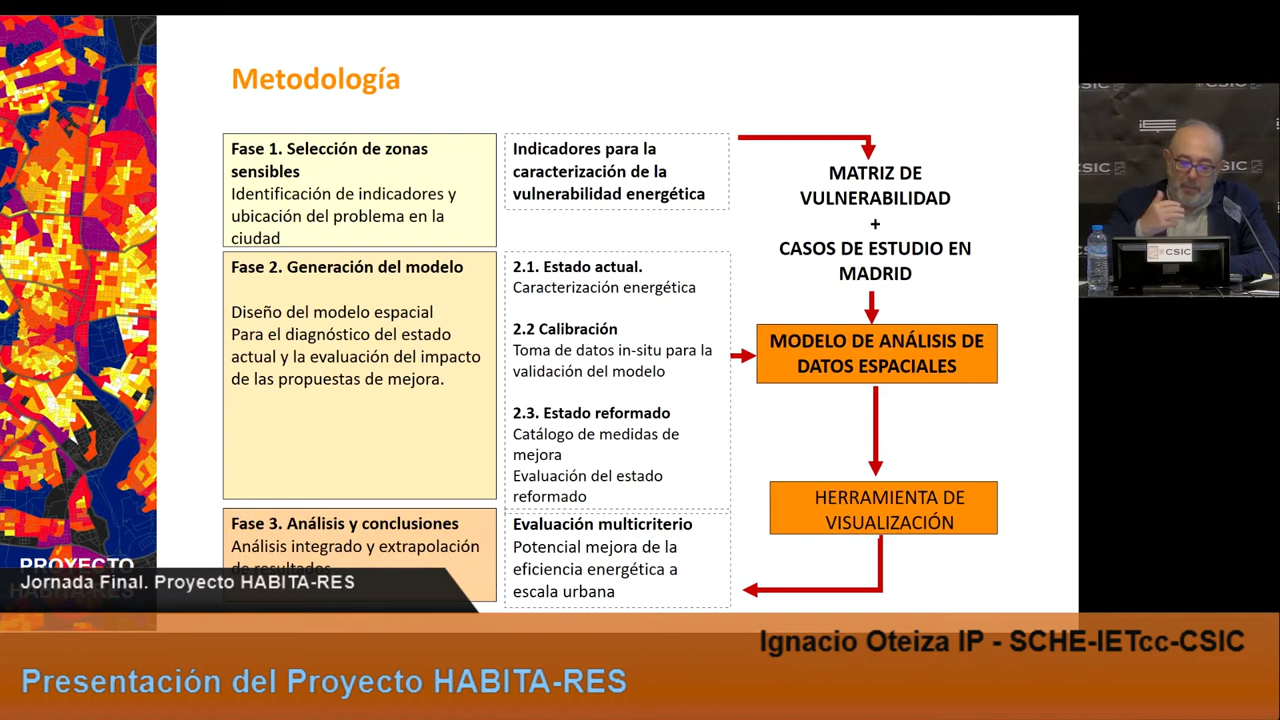 Metodología
Fase 1. Selección de zonas
sensibles
Identificación de indicadores y
ubicación del problema en la
ciudad
Indicadores para la
caracterización de la
vulnerabilidad energética
MATRIZ DE
VULNERABILIDAD
+
CASOS DE ESTUDIO EN
MADRID
Fase 2. Generación del modelo
Diseño del modelo espacial
Para el diagnóstico del estado
actual y la evaluación del impacto
de las propuestas de mejora.
2.1. Estado actual.
Caracterización energética
2.2 Calibración
Toma de datos in-situ para la
validación del modelo
2.3. Estado reformado
Catálogo de medidas de
mejora
Evaluación del estado
reformado
MODELO DE ANÁLISIS DE
DATOS ESPACIALES
HERRAMIENTA DE
VISUALIZACIÓN
Fase 3. Análisis y conclusiones
Análisis integrado y extrapolación
de resultados
Evaluación multicriterio
Potencial mejora de la
eficiencia energética a
escala urbana
PROYECTO
HABITA-RES
Jornada Final. Proyecto HABITA-RES
Ignacio Oteiza IP - SCHE-IETcc-CSIC
Presentación del Proyecto HABITA-RES
CSIC
CSIC
CSIC